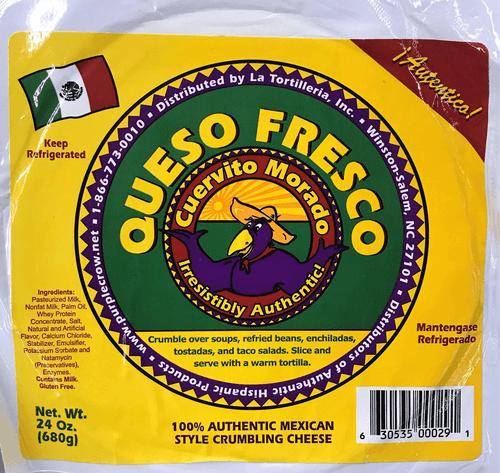 ¡Autentico!
Keep
Refrigerated
www.purplecrow.net • 1-866-773-0010 • Distributed by La Tortilleria, Inc. • Winston-Salem, NC 27101 • Distributors of Authentic Hispanic Products
QUESO FRESCO
Cuervito Morado
Irresistibly Authentic!
Crumble over soups, refried beans, enchiladas,
tostadas, and taco salads. Slice and
serve with a warm tortilla.
Ingredients:
Pasteurized Milk,
Nonfat Milk, Palm Oil,
Whey Protein
Concentrate, Salt,
Natural and Artificial
Flavor, Calcium Chloride,
Stabilizer, Emulsifier,
Potassium Sorbate and
Natamycin
(Preservatives),
Enzymes.
Contains Milk.
Gluten Free.
Mantengase
Refrigerado
Net. Wt.
24 Oz.
(680g)
100% AUTHENTIC MEXICAN
STYLE CRUMBLING CHEESE
6 30535 00029 1